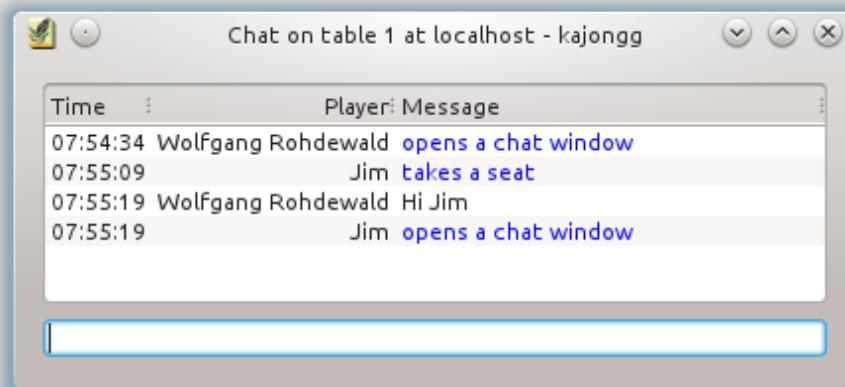 Chat on table 1 at localhost - kajongg
Time Player Message
07:54:34 Wolfgang Rohdewald opens a chat window
07:55:09 Jim takes a seat
07:55:19 Wolfgang Rohdewald Hi Jim
07:55:19 Jim opens a chat window